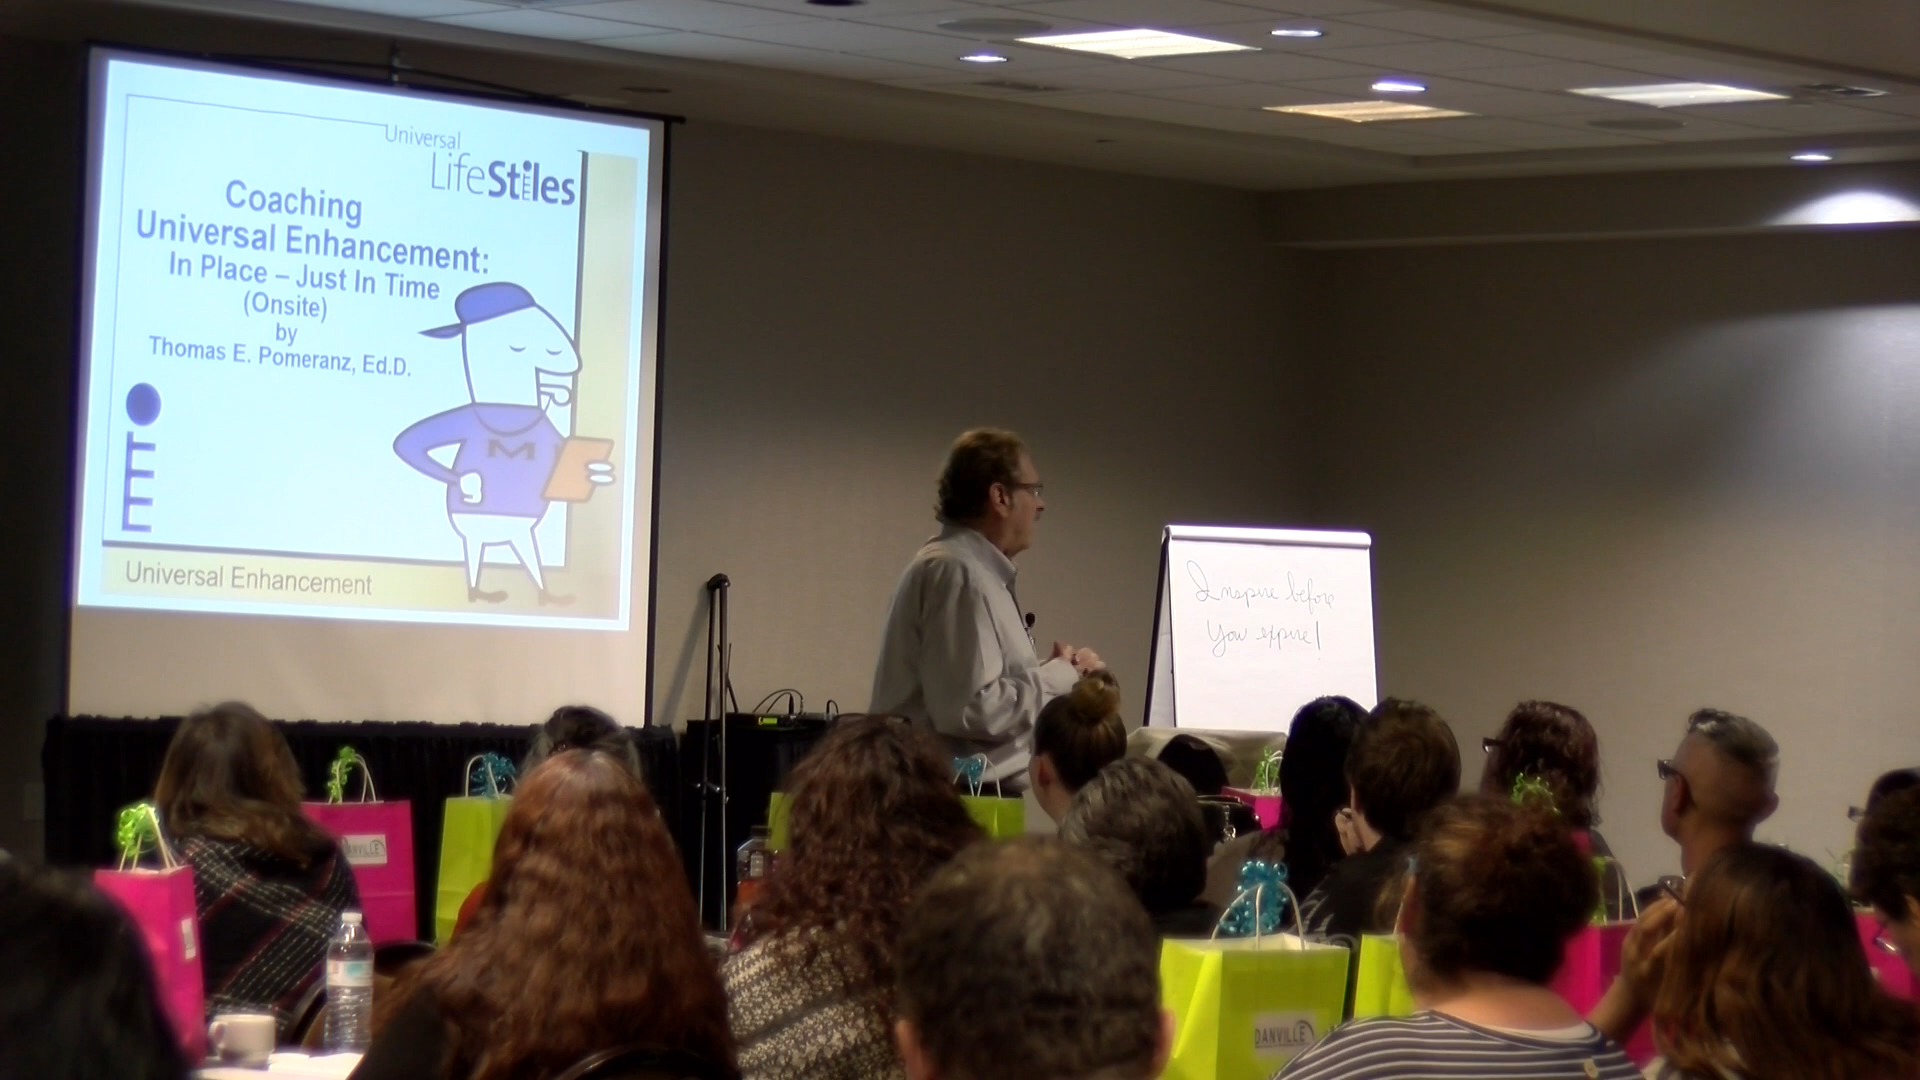 Universal
LifeStiles
Coaching
Universal Enhancement:
In Place – Just In Time
(Onsite)
by
Thomas E. Pomeranz, Ed.D.
M
Universal Enhancement
Inspire before
You expire!
DANVILLE